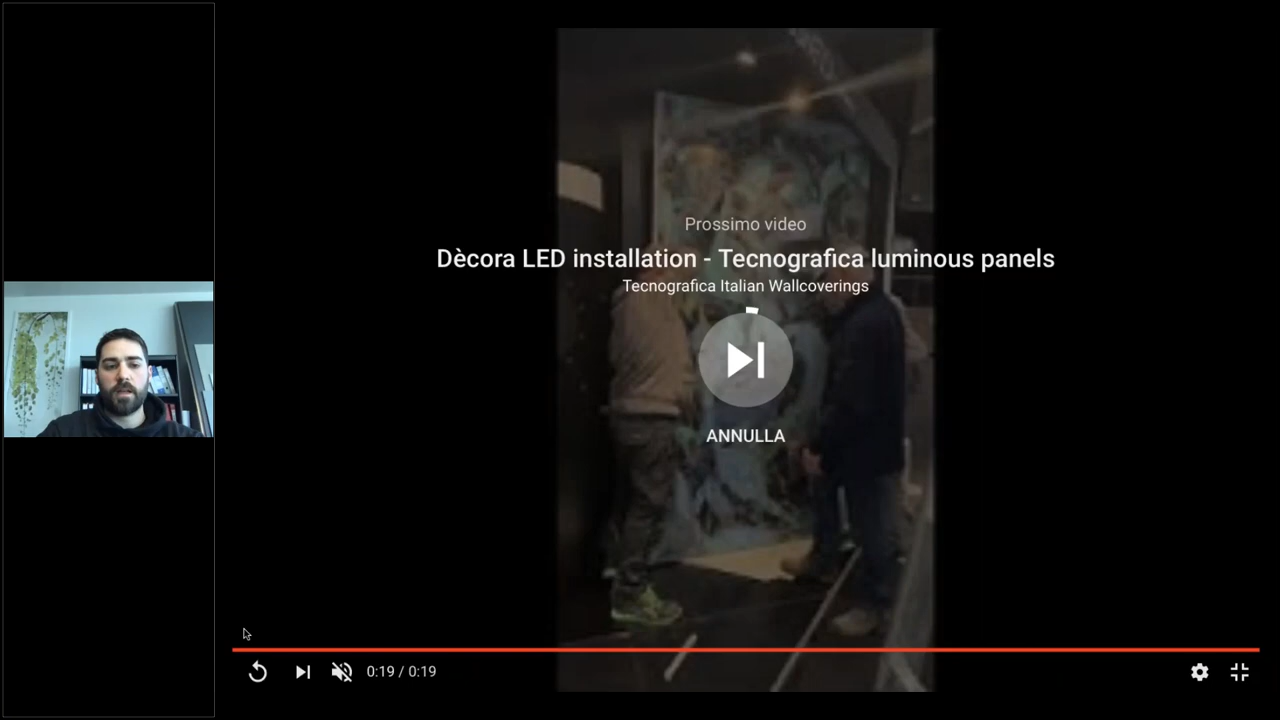 Prossimo video
Dècora LED installation - Tecnografica luminous panels
Tecnografica Italian Wallcoverings
ANNULLA
0:19 / 0:19